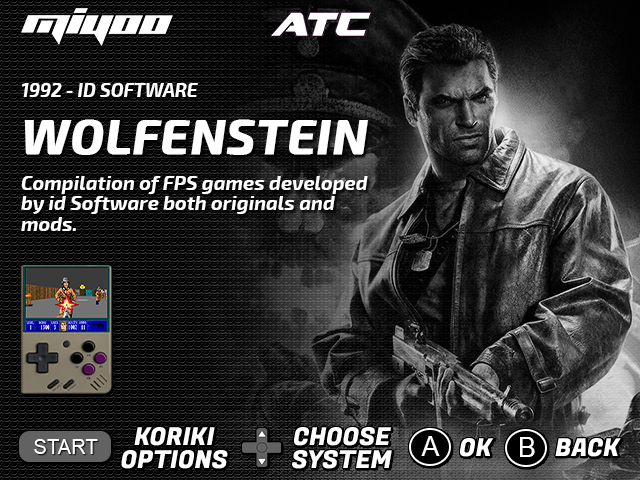 miyoo
ATC
1992 - ID SOFTWARE
WOLFENSTEIN
Compilation of FPS games developed
by id Software both originals and
mods.
START
KORIKI
OPTIONS
CHOOSE
SYSTEM
A
OK
B
BACK